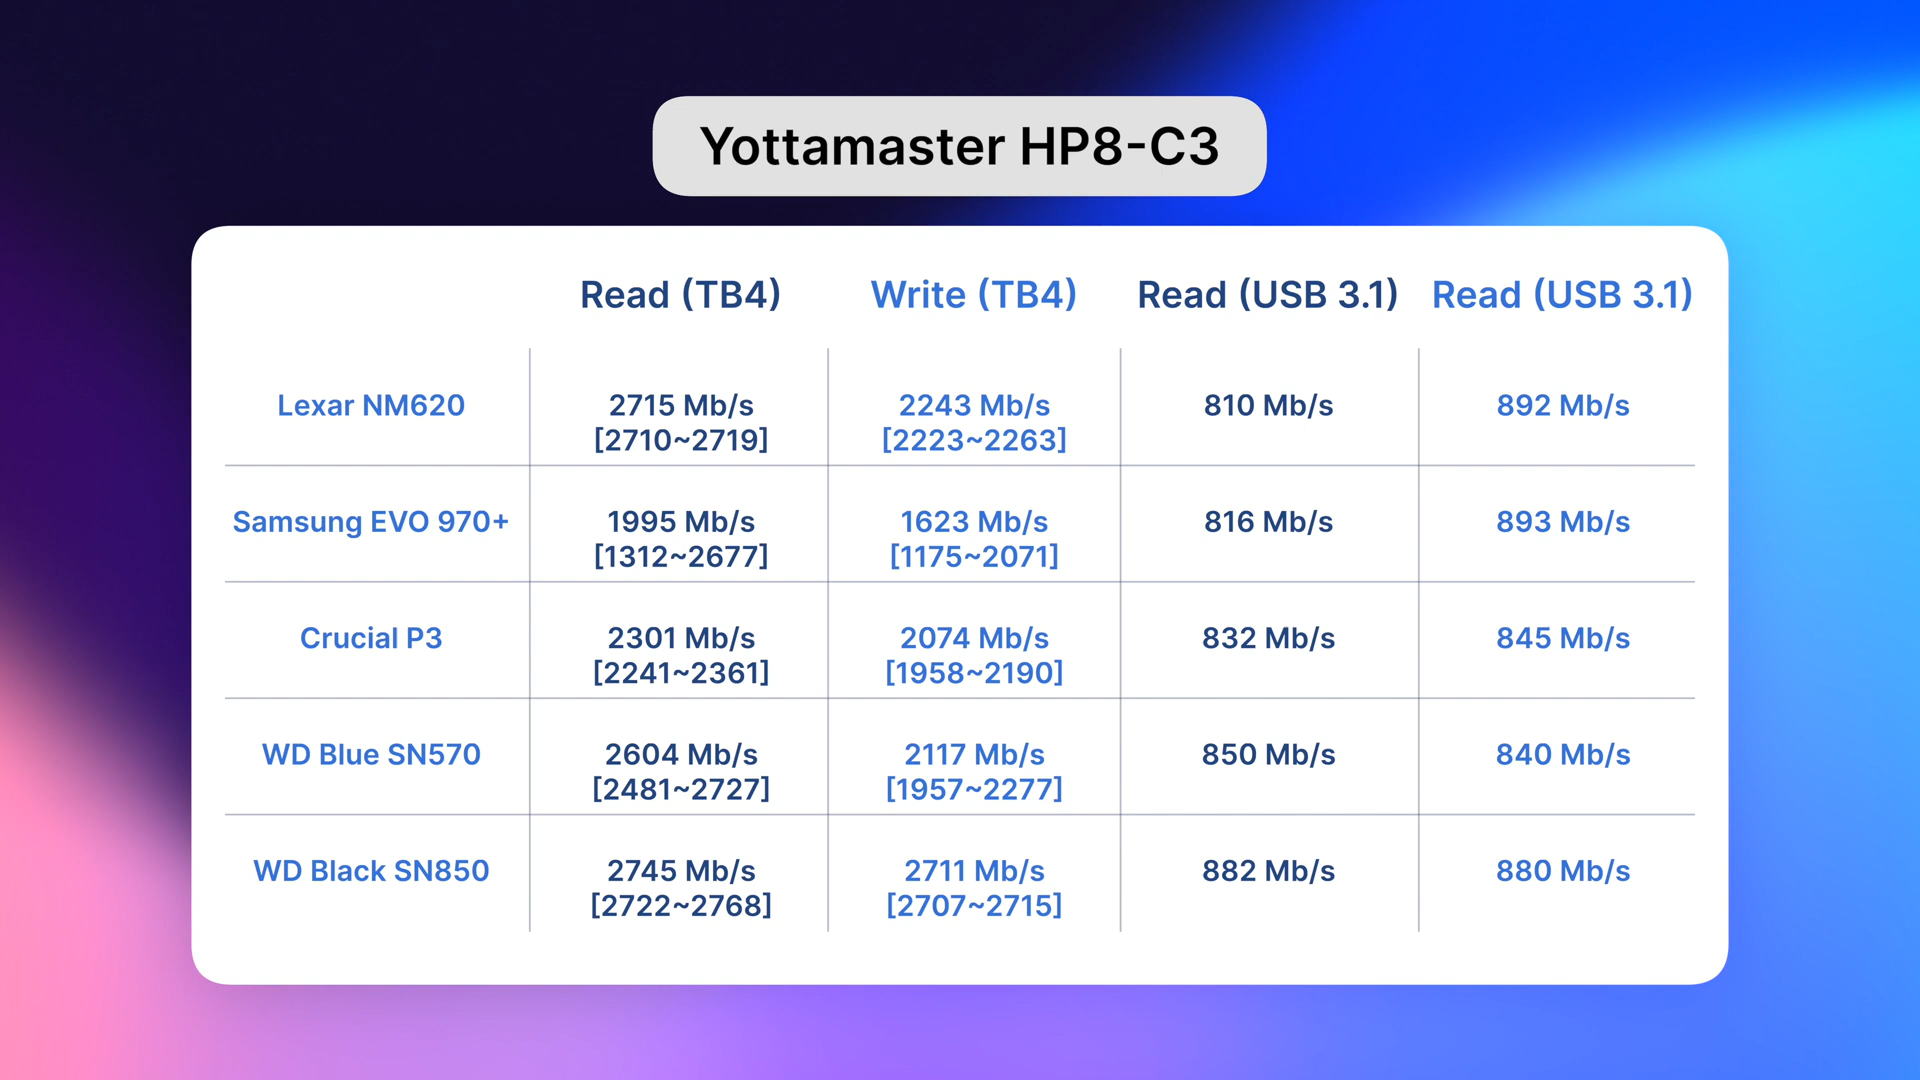 Yottamaster HP8-C3
Read (TB4) Write (TB4) Read (USB 3.1) Read (USB 3.1)
Lexar NM620 2715 Mb/s 2243 Mb/s 810 Mb/s 892 Mb/s
[2710~2719] [2223~2263]
Samsung EVO 970+ 1995 Mb/s 1623 Mb/s 816 Mb/s 893 Mb/s
[1312~2677] [1175~2071]
Crucial P3 2301 Mb/s 2074 Mb/s 832 Mb/s 845 Mb/s
[2241~2361] [1958~2190]
WD Blue SN570 2604 Mb/s 2117 Mb/s 850 Mb/s 840 Mb/s
[2481~2727] [1957~2277]
WD Black SN850 2745 Mb/s 2711 Mb/s 882 Mb/s 880 Mb/s
[2722~2768] [2707~2715]